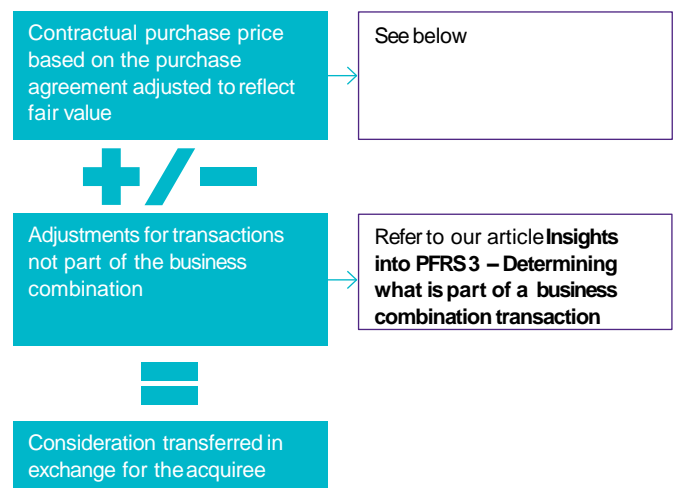 Contractual purchase price
based on the purchase
agreement adjusted to reflect
fair value
See below
+/−
Adjustments for transactions
not part of the business
combination
Refer to our article Insights
into PFRS 3 – Determining
what is part of a business
combination transaction
=
Consideration transferred in
exchange for the acquiree